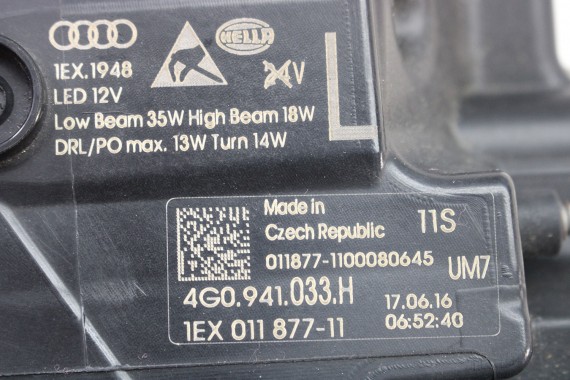 HELLA
1EX.1948
24V
LED 12V
Low Beam 35W High Beam 18W
DRL/PO max. 13W Turn 14W
L
Made in
Czech Republic
11S
011877-1100080645
UM7
4G0.941.033.H
17.06.16
1EX 011 877-11
06:52:40